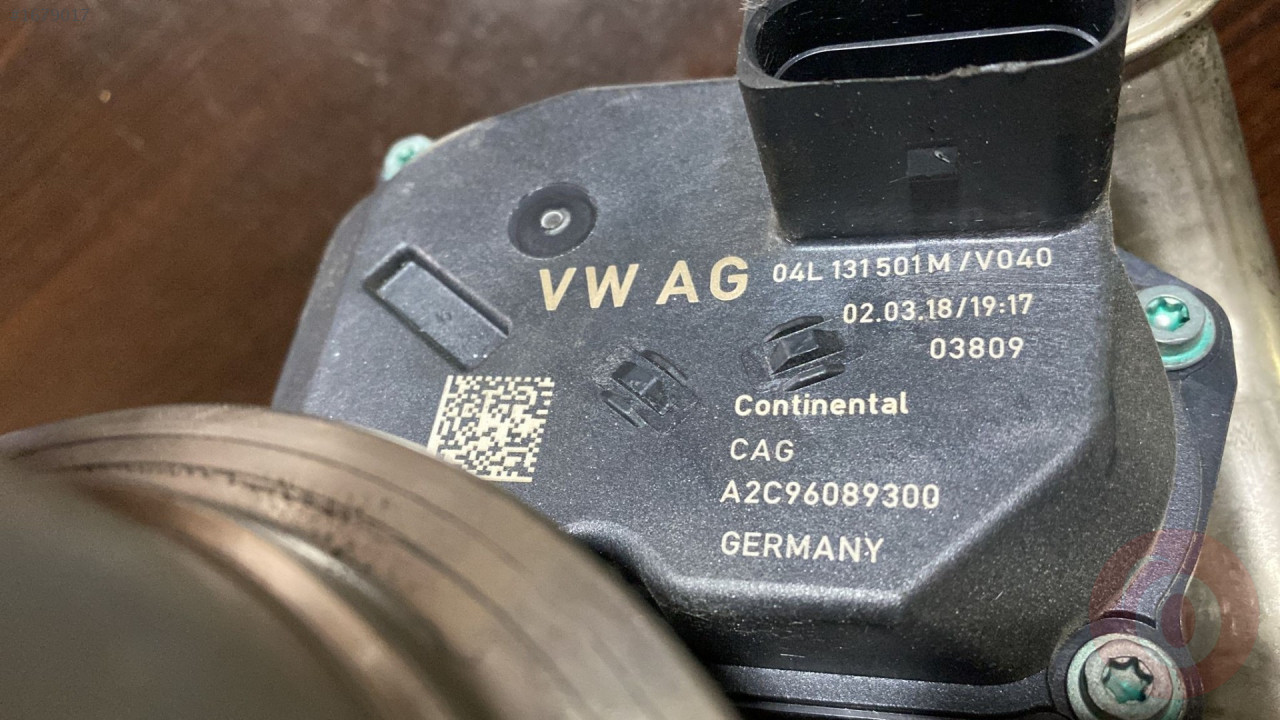 VW AG 04L 131 501 M /V040
02.03.18/19:17
03809
Continental
CAG
A2C96089300
GERMANY